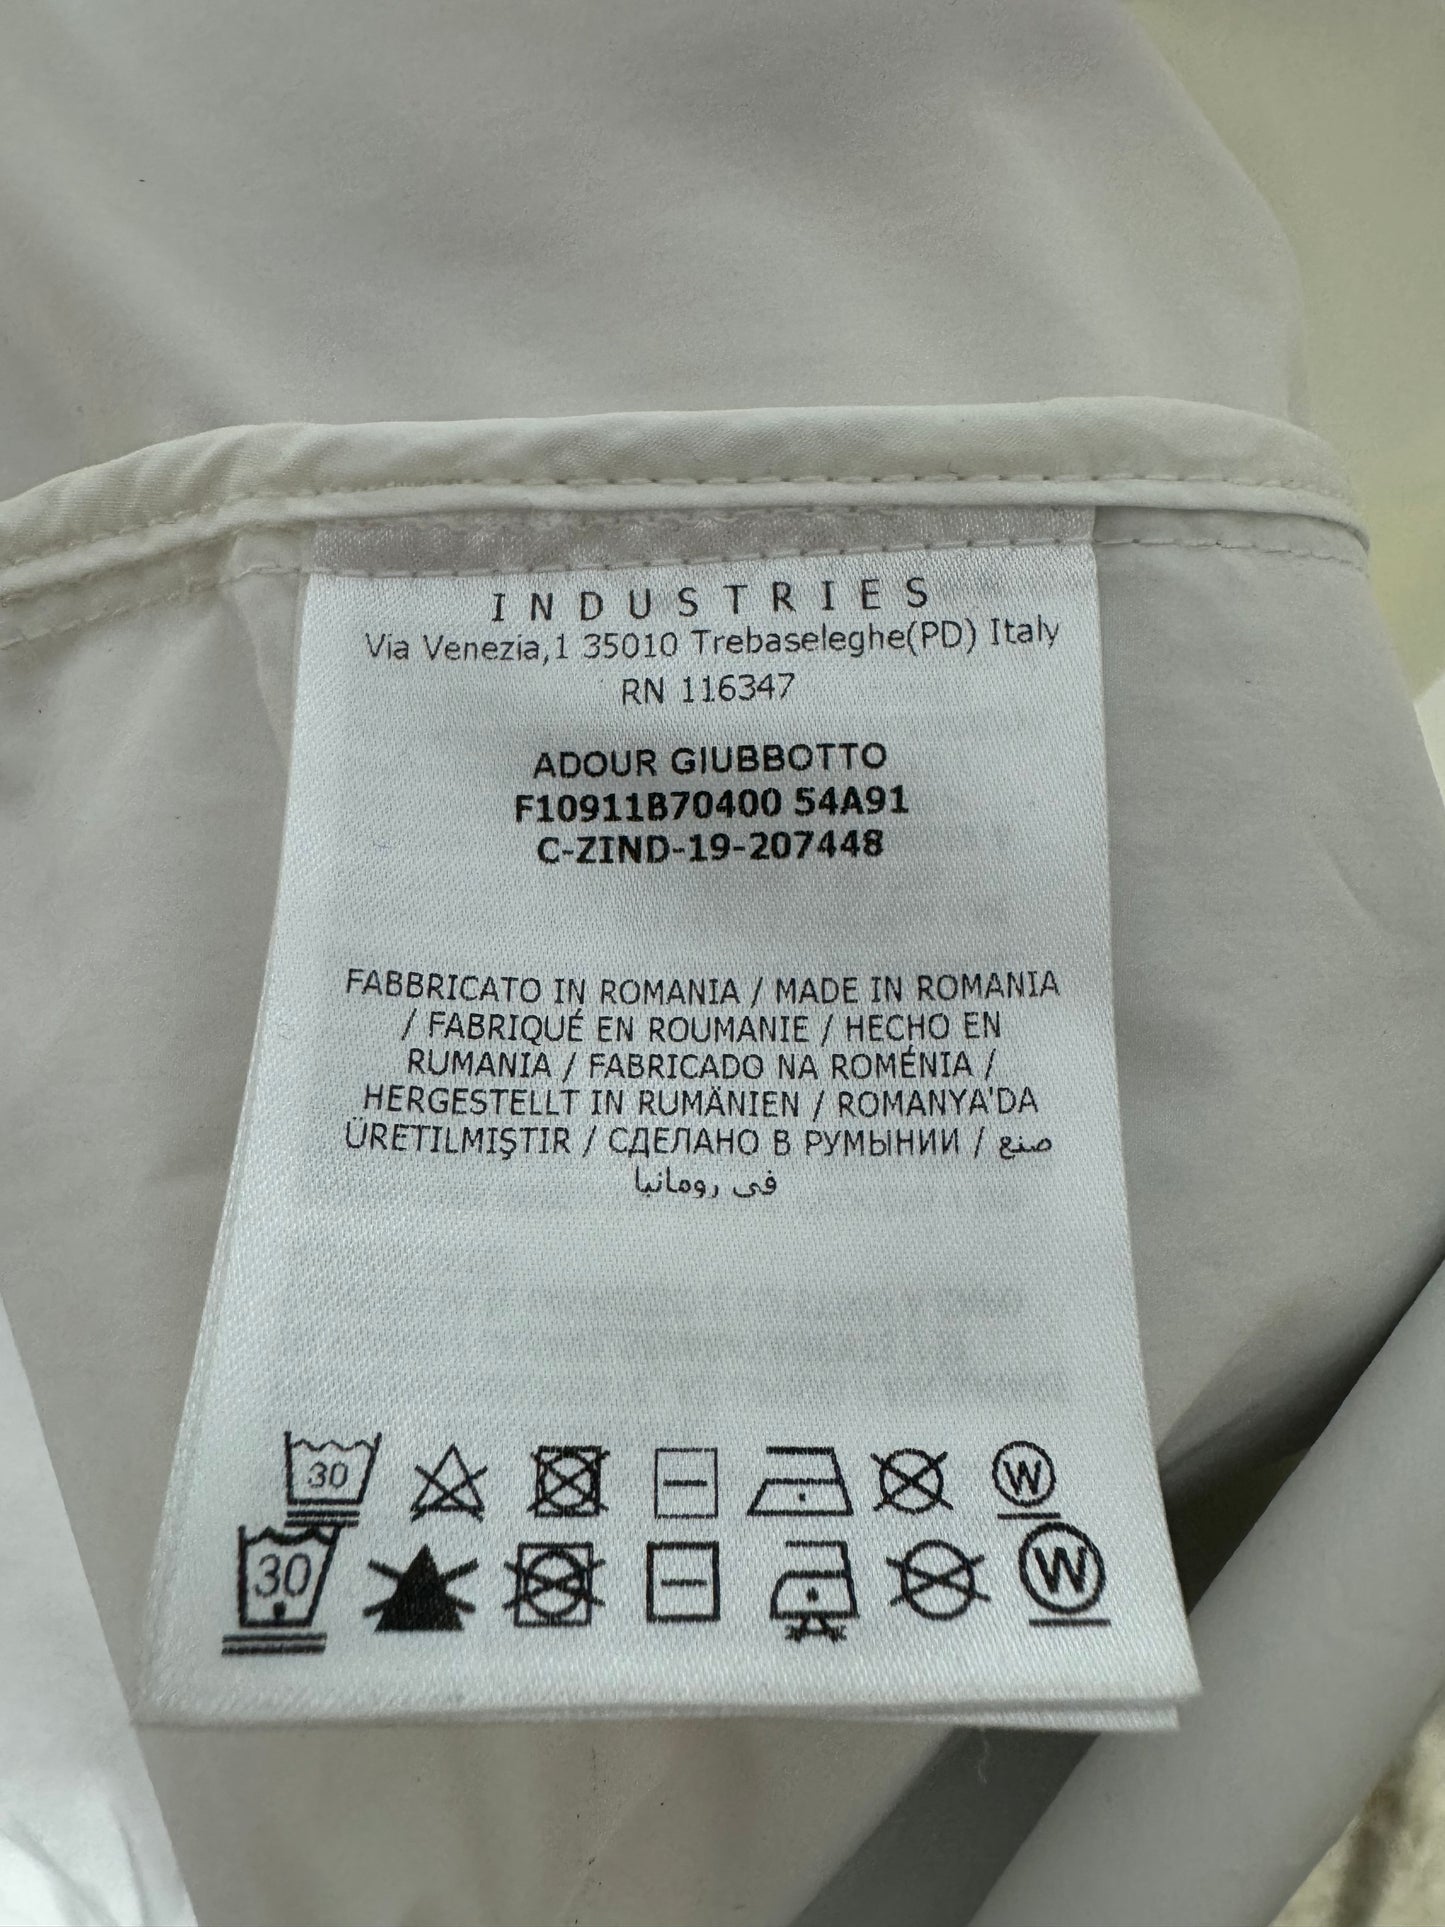 INDUSTRIES
Via Venezia,1 35010 Trebaseleghe(PD) Italy
RN 116347
ADOUR GIUBBOTTO
F10911B70400 54A91
C-ZIND-19-207448
FABBRICATO IN ROMANIA / MADE IN ROMANIA
/ FABRIQUÉ EN ROUMANIE / HECHO EN
RUMANIA / FABRICADO NA ROMÉNIA /
HERGESTELLT IN RUMÄNIEN / ROMANYA'DA
ÜRETILMIŞTIR / СДЕЛАНО В РУМЫНИИ / صنع
في رومانيا
30 W
30 W